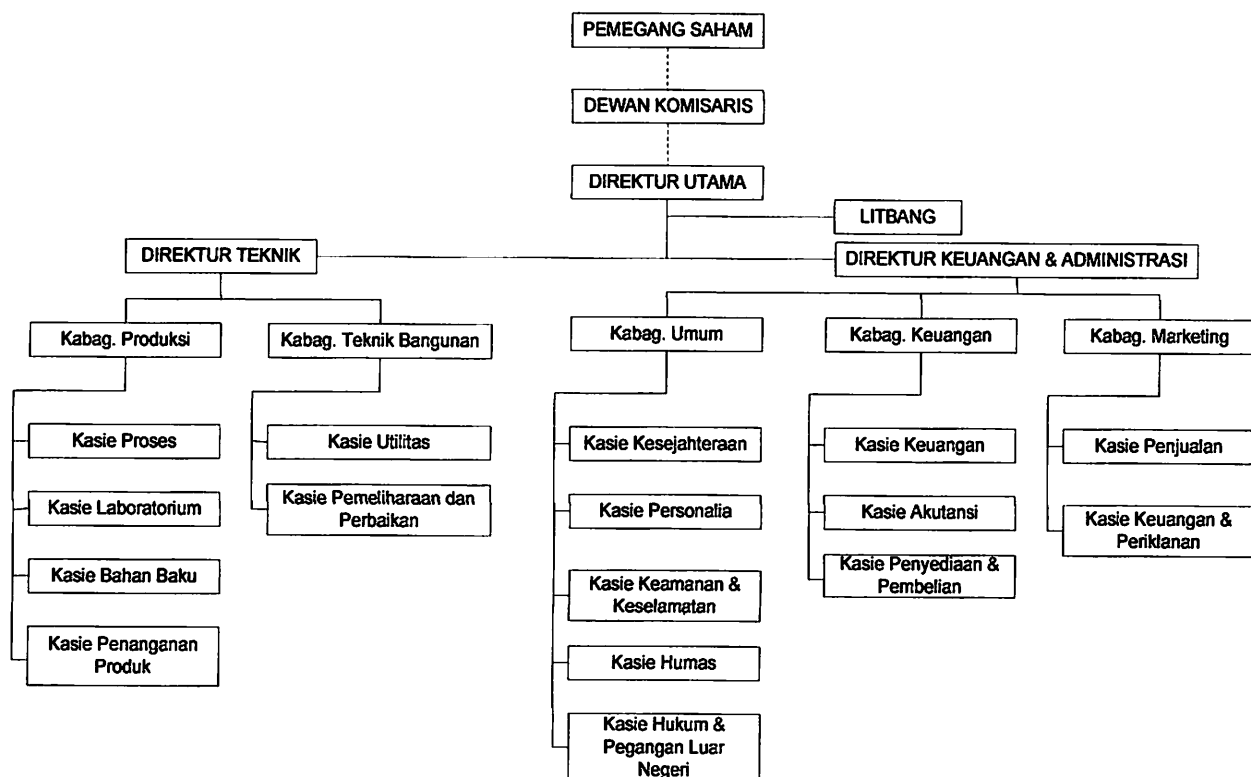 PEMEGANG SAHAM
DEWAN KOMISARIS
DIREKTUR UTAMA
LITBANG
DIREKTUR TEKNIK
DIREKTUR KEUANGAN & ADMINISTRASI
Kabag. Produksi
Kabag. Teknik Bangunan
Kabag. Umum
Kabag. Keuangan
Kabag. Marketing
Kasie Proses
Kasie Utilitas
Kasie Kesejahteraan
Kasie Keuangan
Kasie Penjualan
Kasie Laboratorium
Kasie Pemeliharaan dan
Perbaikan
Kasie Personalia
Kasie Akutansi
Kasie Keuangan &
Periklanan
Kasie Bahan Baku
Kasie Keamanan &
Keselamatan
Kasie Penyediaan &
Pembelian
Kasie Penanganan
Produk
Kasie Humas
Kasie Hukum &
Pegangan Luar
Negeri